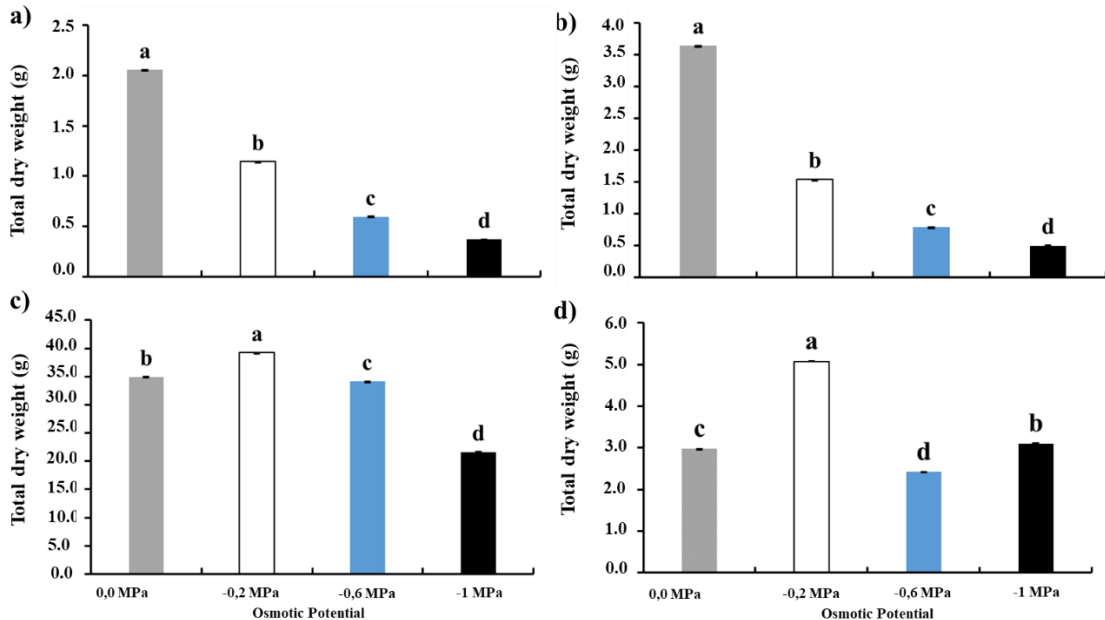 a)
Total dry weight (g)
2.5
2.0
1.5
1.0
0.5
0.0
a
b
c
d
b)
Total dry weight (g)
4.0
3.5
3.0
2.5
2.0
1.5
1.0
0.5
0.0
a
b
c
d
c)
Total dry weight (g)
45.0
40.0
35.0
30.0
25.0
20.0
15.0
10.0
5.0
0.0
b
a
c
d
0,0 MPa -0,2 MPa -0,6 MPa -1 MPa
Osmotic Potential
d)
Total dry weight (g)
6.0
5.0
4.0
3.0
2.0
1.0
0.0
c
a
d
b
0,0 MPa -0,2 MPa -0,6 MPa -1 MPa
Osmotic Potential